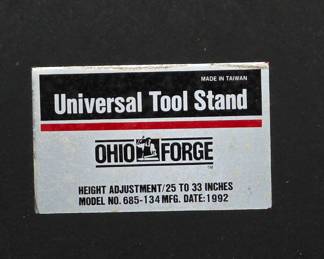 MADE IN TAIWAN
Universal Tool Stand
OHIO FORGE
HEIGHT ADJUSTMENT/25 TO 33 INCHES
MODEL NO. 685-134 MFG. DATE:1992